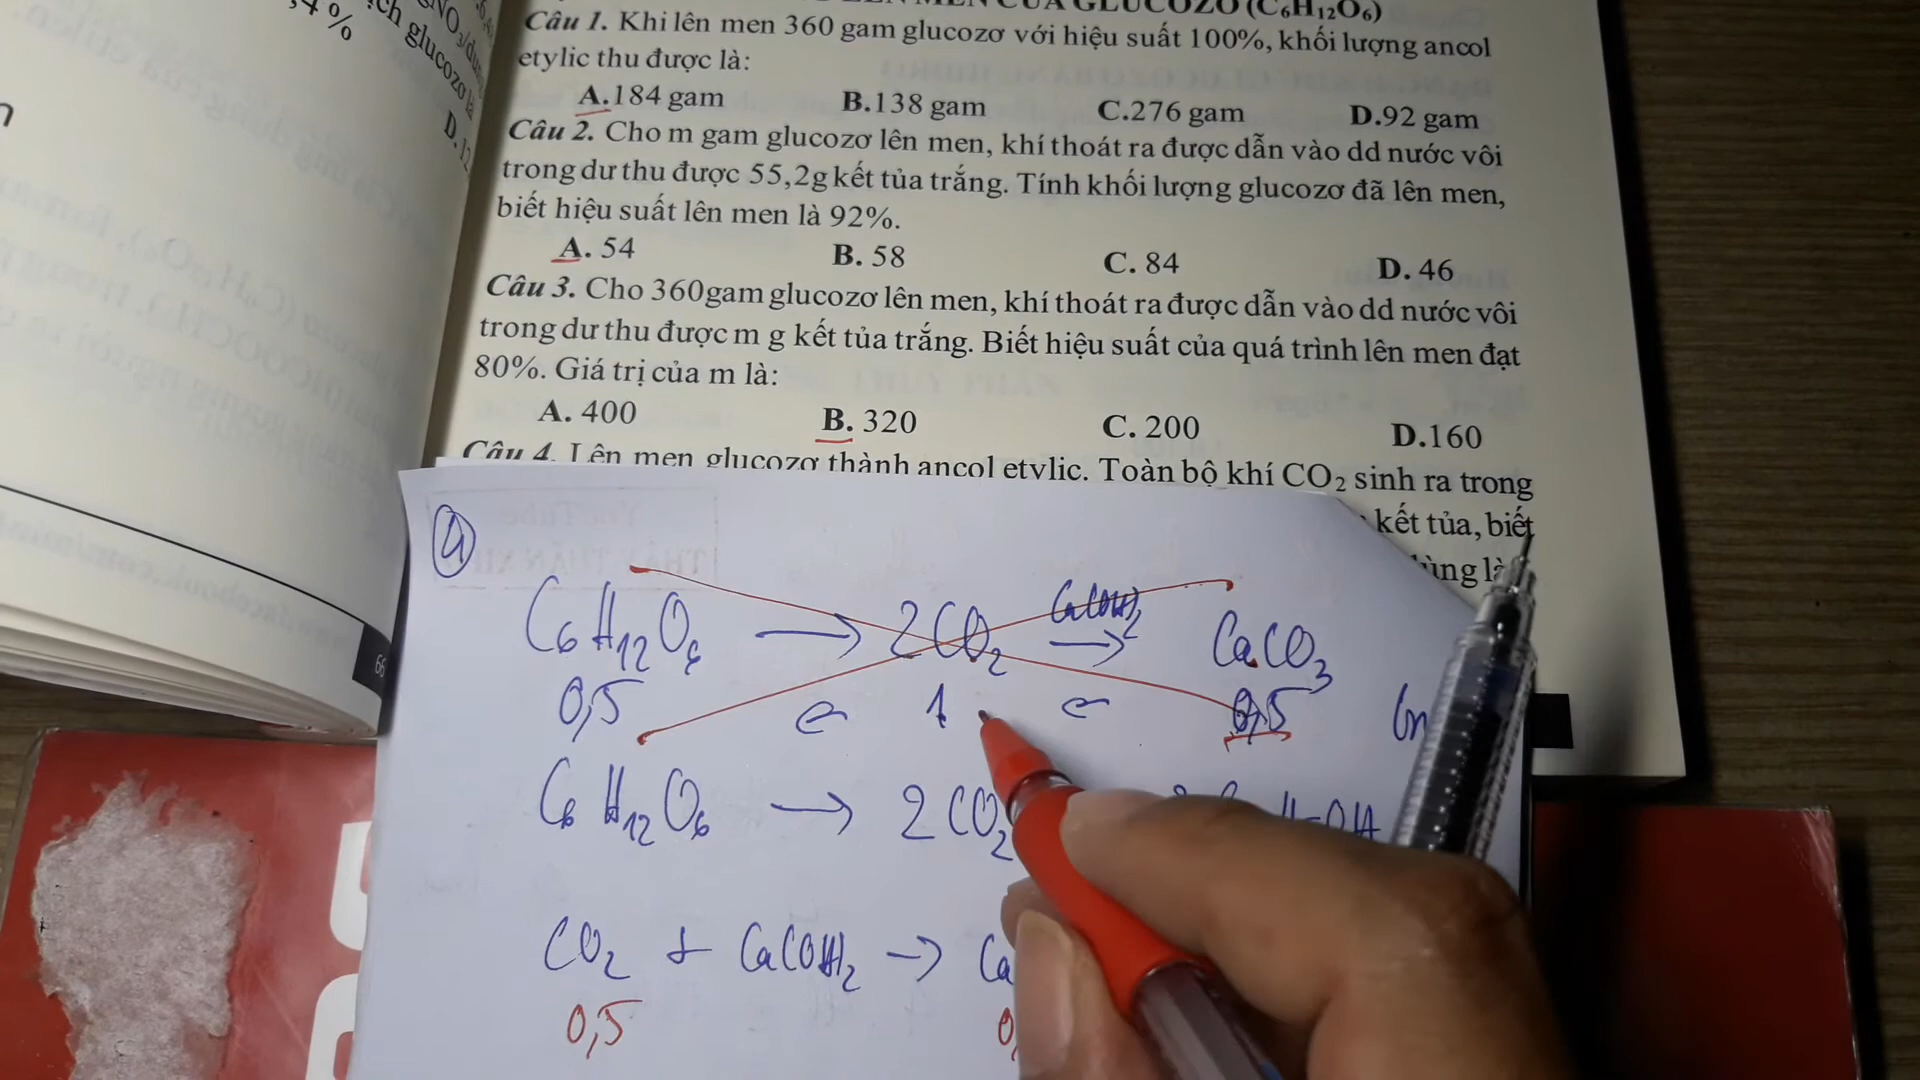 MEN CỦA GLUCOZO (C₆H₁₂O₆)
Câu 1. Khi lên men 360 gam glucozơ với hiệu suất 100%, khối lượng ancol
etylic thu được là:
A.184 gam B.138 gam C.276 gam D.92 gam
Câu 2. Cho m gam glucozơ lên men, khí thoát ra được dẫn vào dd nước vôi
trong dư thu được 55,2g kết tủa trắng. Tính khối lượng glucozơ đã lên men,
biết hiệu suất lên men là 92%.
A. 54 B. 58 C. 84 D. 46
Câu 3. Cho 360gam glucozơ lên men, khí thoát ra được dẫn vào dd nước vôi
trong dư thu được m g kết tủa trắng. Biết hiệu suất của quá trình lên men đạt
80%. Giá trị của m là:
A. 400 B. 320 C. 200 D.160
Câu 4. Lên men glucozơ thành ancol etylic. Toàn bộ khí CO₂ sinh ra trong
kết tủa, biết
C₆H₁₂O₆ → 2CO₂ Ca(OH)₂ → CaCO₃
0,5 1 0,5
C₆H₁₂O₆ → 2CO₂
CO₂ + Ca(OH)₂ → Ca
0,5
glucozơ là
66